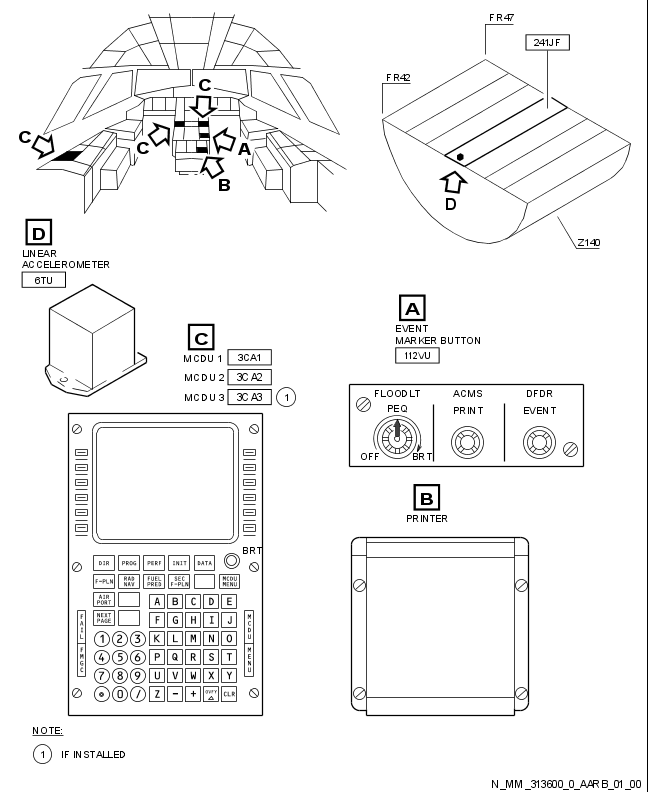 FR47
241JF
FR42
C
C
C
A
B
D
Z140
D
LINEAR
ACCELEROMETER
6TU
C
MCDU 1 3CA1
MCDU 2 3CA2
MCDU 3 3CA3 1
A
EVENT
MARKER BUTTON
112VU
FLOODLT ACMS DFDR
PEQ PRINT EVENT
OFF BRT
B
PRINTER
BRT
DIR PROG PERF INIT DATA
F-PLN RAD NAV FUEL PRED SEC F-PLN MCDU MENU
AIR PORT
A B C D E
NEXT PAGE
F G H I J
1 2 3 K L M N O
4 5 6 P Q R S T
7 8 9 U V W X Y
0 / Z - + OVFY CLR
FAIL
FMGC
MCDU
MENU
NOTE:
1 IF INSTALLED
N_MM_313600_0_AARB_01_00